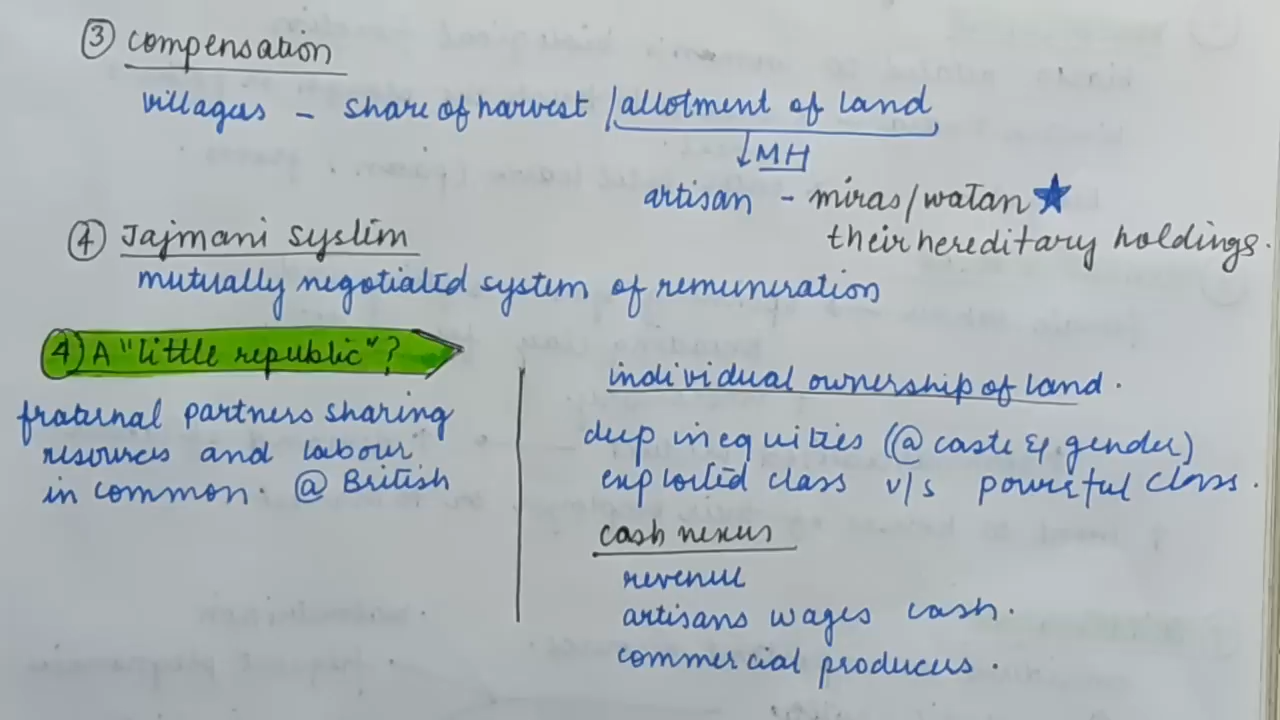 ③ compensation
villages - share of harvest / allotment of land
↓ MH
artisan - miras/watan ★
their hereditary holdings.
④ Jajmani system
mutually negotiated system of remuneration
④ A "little republic"?
fraternal partners sharing
resources and labour
in common. @ British
individual ownership of land.
deep inequities (@ caste & gender)
exploited class v/s powerful class.
cash nexus
revenue
artisans wages cash.
commercial producers.